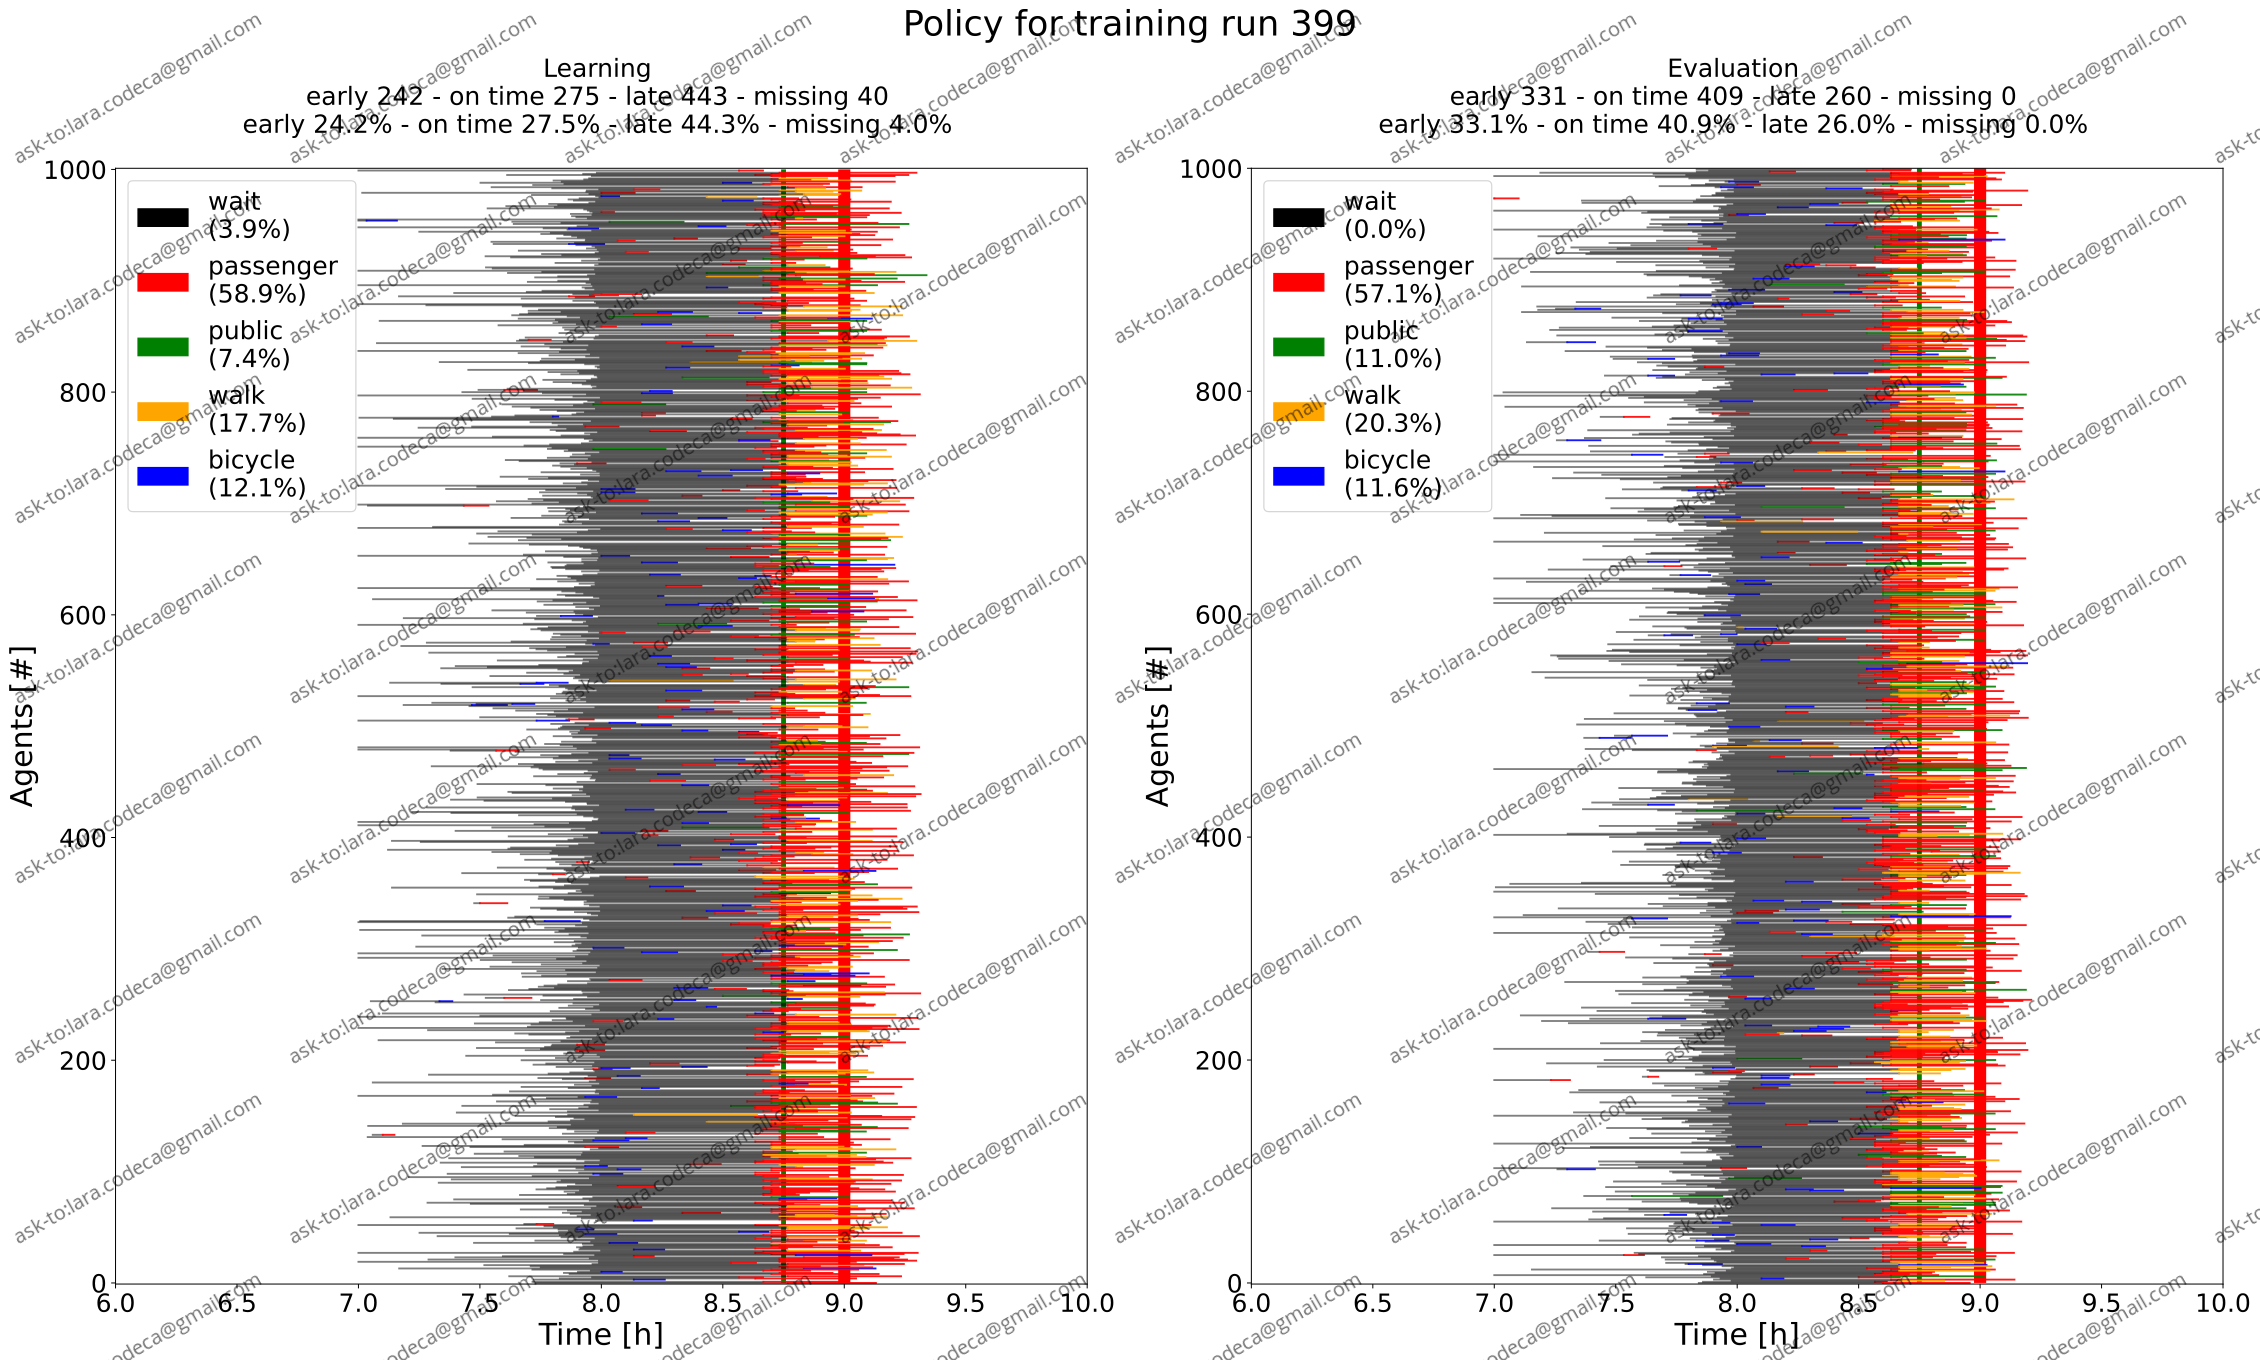 Policy for training run 399
Learning
early 242 - on time 275 - late 443 - missing 40
early 24.2% - on time 27.5% - late 44.3% - missing 4.0%
1000
800
600
400
200
0
Agents [#]
wait
(3.9%)
passenger
(58.9%)
public
(7.4%)
walk
(17.7%)
bicycle
(12.1%)
6.0 6.5 7.0 7.5 8.0 8.5 9.0 9.5 10.0
Time [h]
Evaluation
early 331 - on time 409 - late 260 - missing 0
early 33.1% - on time 40.9% - late 26.0% - missing 0.0%
1000
800
600
400
200
0
Agents [#]
wait
(0.0%)
passenger
(57.1%)
public
(11.0%)
walk
(20.3%)
bicycle
(11.6%)
6.0 6.5 7.0 7.5 8.0 8.5 9.0 9.5 10.0
Time [h]
ask-to:lara.codeca@gmail.com